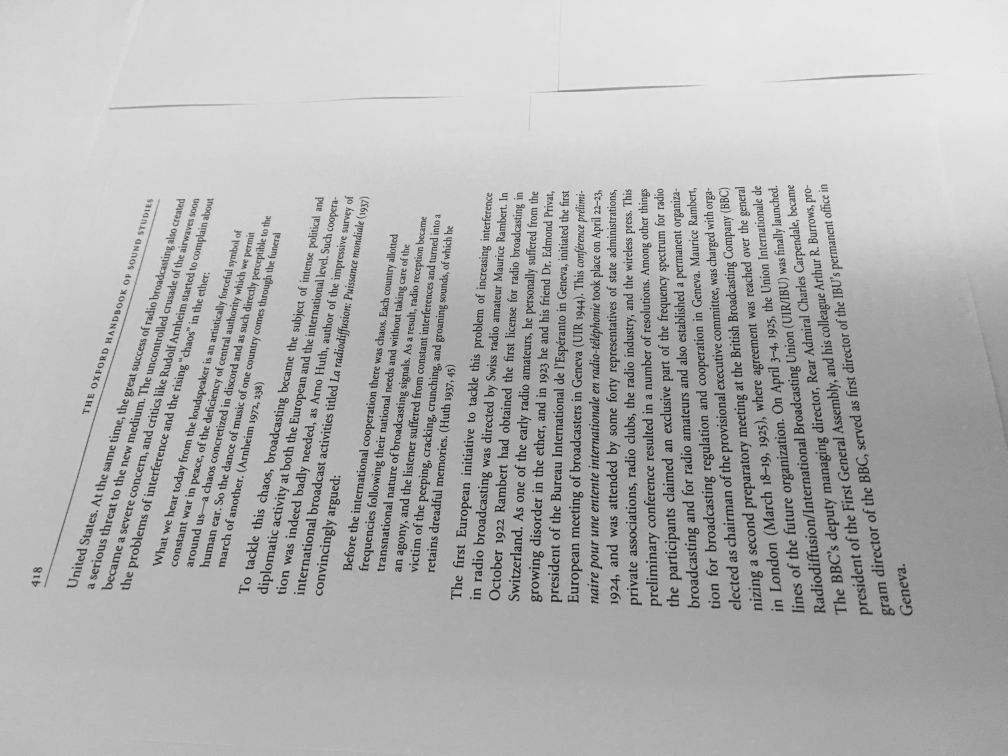 418
THE OXFORD HANDBOOK OF SOUND STUDIES
United States. At the same time, the great success of radio broadcasting also created
a serious threat to the new medium. The uncontrolled crusade of the airwaves soon
became a severe concern, and critics like Rudolf Arnheim started to complain about
the problems of interference and the rising "chaos" in the ether:
What we hear today from the loudspeaker is an artistically forceful symbol of
constant war in peace, of the deficiency of central authority which we permit
around us—a chaos concretized in discord and as such directly perceptible to the
human ear. So the dance of music of one country comes through the funeral
march of another. (Arnheim 1972, 238)
To tackle this chaos, broadcasting became the subject of intense political and
diplomatic activity at both the European and the international level. Such coopera-
tion was indeed badly needed, as Arno Huth, author of the impressive survey of
international broadcast activities titled La radiodiffusion: Puissance mondiale (1937)
convincingly argued:
Before the international cooperation there was chaos. Each country allotted
frequencies following their national needs and without taking care of the
transnational nature of broadcasting signals. As a result, radio reception became
an agony, and the listener suffered from constant interferences and turned into a
victim of the peeping, cracking, crunching, and groaning sounds, of which he
retains dreadful memories. (Huth 1937, 45)
The first European initiative to tackle this problem of increasing interference
in radio broadcasting was directed by Swiss radio amateur Maurice Rambert. In
October 1922 Rambert had obtained the first license for radio broadcasting in
Switzerland. As one of the early radio amateurs, he personally suffered from the
growing disorder in the ether, and in 1923 he and his friend Dr. Edmond Privat,
president of the Bureau International de l'Espéranto in Geneva, initiated the first
European meeting of broadcasters in Geneva (UIR 1944). This conférence prélimi-
naire pour une entente internationale en radio-téléphonie took place on April 22–23,
1924, and was attended by some forty representatives of state administrations,
private associations, radio clubs, the radio industry, and the wireless press. This
preliminary conference resulted in a number of resolutions. Among other things
the participants claimed an exclusive part of the frequency spectrum for radio
broadcasting and for radio amateurs and also established a permanent organiza-
tion for broadcasting regulation and cooperation in Geneva. Maurice Rambert,
elected as chairman of the provisional executive committee, was charged with orga-
nizing a second preparatory meeting at the British Broadcasting Company (BBC)
in London (March 18–19, 1925), where agreement was reached over the general
lines of the future organization. On April 3–4, 1925, the Union Internationale de
Radiodiffusion/International Broadcasting Union (UIR/IBU) was finally launched.
The BBC's deputy managing director, Rear Admiral Charles Carpendale, became
president of the First General Assembly, and his colleague Arthur R. Burrows, pro-
gram director of the BBC, served as first director of the IBU's permanent office in
Geneva.